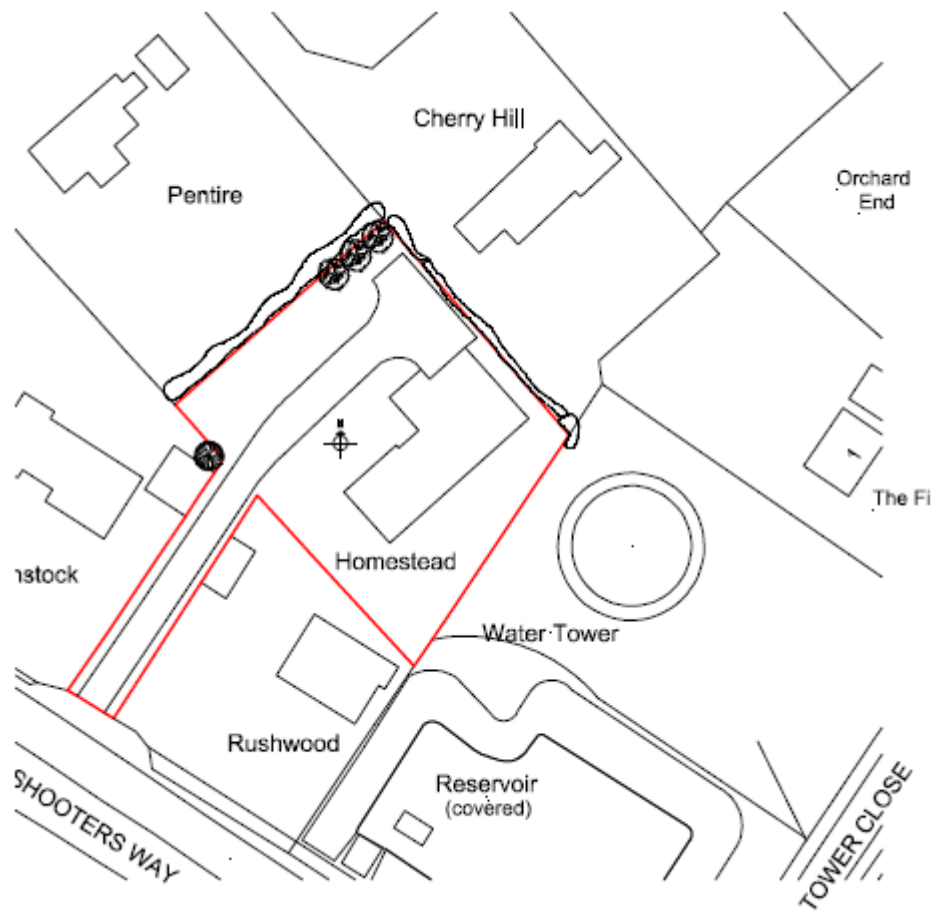 Cherry Hill
Orchard
End
Pentire
N
1
The Fi
Homestead
nstock
Water Tower
Rushwood
Reservoir
(covered)
SHOOTERS WAY
TOWER CLOSE